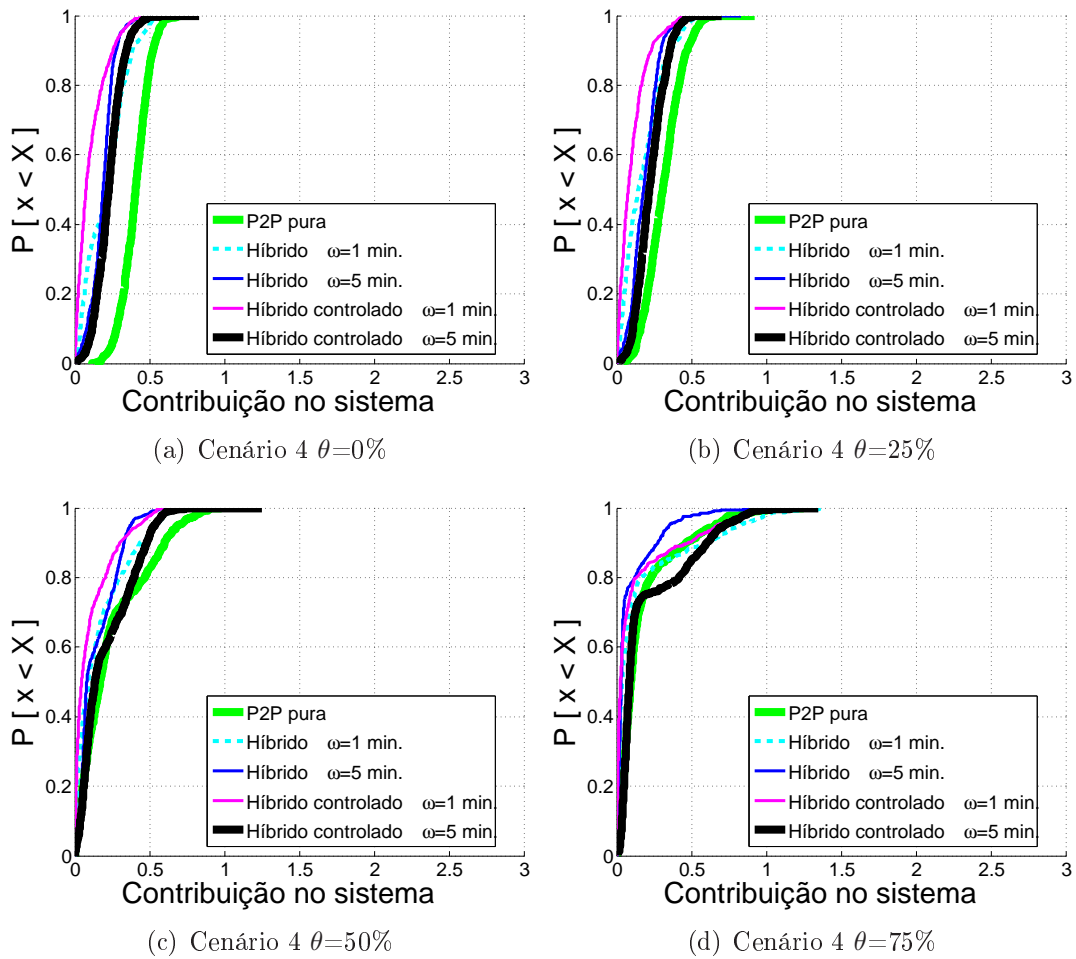 1
0.8
0.6
0.4
0.2
0
P [ x < X ]
P2P pura
Híbrido ω=1 min.
Híbrido ω=5 min.
Híbrido controlado ω=1 min.
Híbrido controlado ω=5 min.
0 0.5 1 1.5 2 2.5 3
Contribuição no sistema
(a) Cenário 4 θ=0%
1
0.8
0.6
0.4
0.2
0
P [ x < X ]
P2P pura
Híbrido ω=1 min.
Híbrido ω=5 min.
Híbrido controlado ω=1 min.
Híbrido controlado ω=5 min.
0 0.5 1 1.5 2 2.5 3
Contribuição no sistema
(b) Cenário 4 θ=25%
1
0.8
0.6
0.4
0.2
0
P [ x < X ]
P2P pura
Híbrido ω=1 min.
Híbrido ω=5 min.
Híbrido controlado ω=1 min.
Híbrido controlado ω=5 min.
0 0.5 1 1.5 2 2.5 3
Contribuição no sistema
(c) Cenário 4 θ=50%
1
0.8
0.6
0.4
0.2
0
P [ x < X ]
P2P pura
Híbrido ω=1 min.
Híbrido ω=5 min.
Híbrido controlado ω=1 min.
Híbrido controlado ω=5 min.
0 0.5 1 1.5 2 2.5 3
Contribuição no sistema
(d) Cenário 4 θ=75%